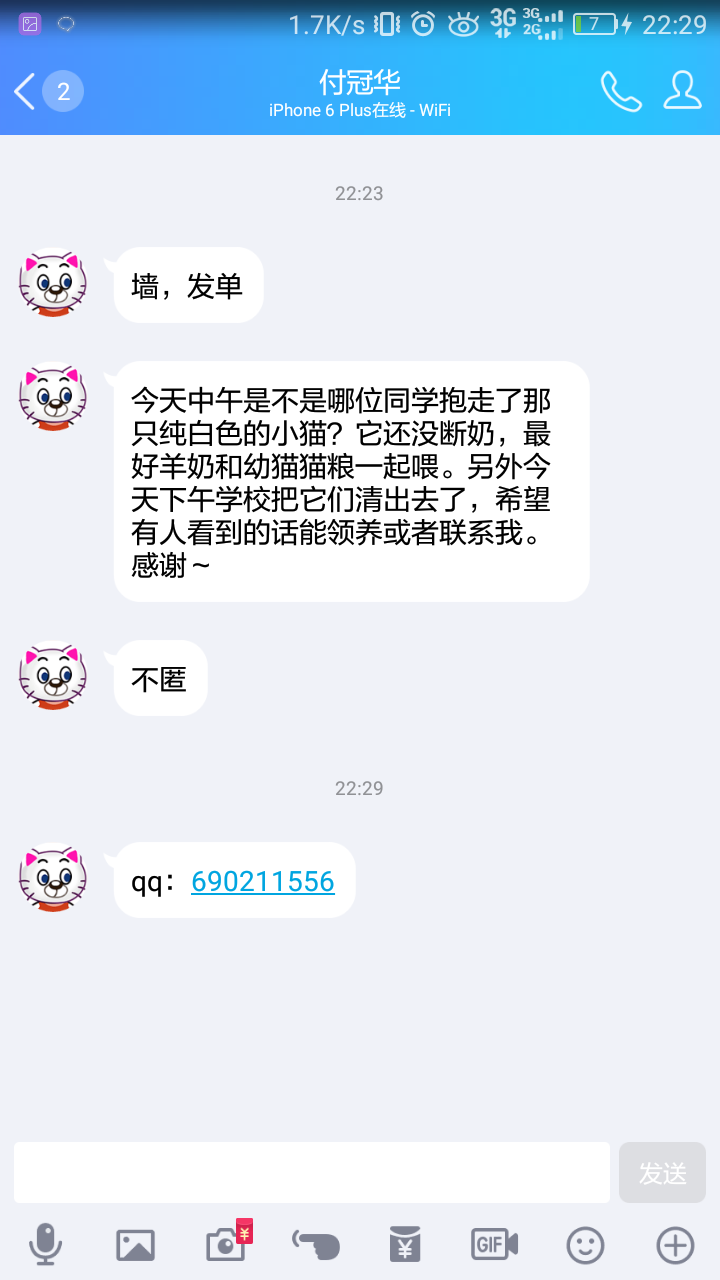 1.7K/s 3G 3G 2G 7 22:29
2 付冠华
iPhone 6 Plus在线 - WiFi
22:23
墙，发单
今天中午是不是哪位同学抱走了那
只纯白色的小猫？它还没断奶，最
好羊奶和幼猫猫粮一起喂。另外今
天下午学校把它们清出去了，希望
有人看到的话能领养或者联系我。
感谢～
不匿
22:29
qq：690211556
发送
¥ ¥ GIF